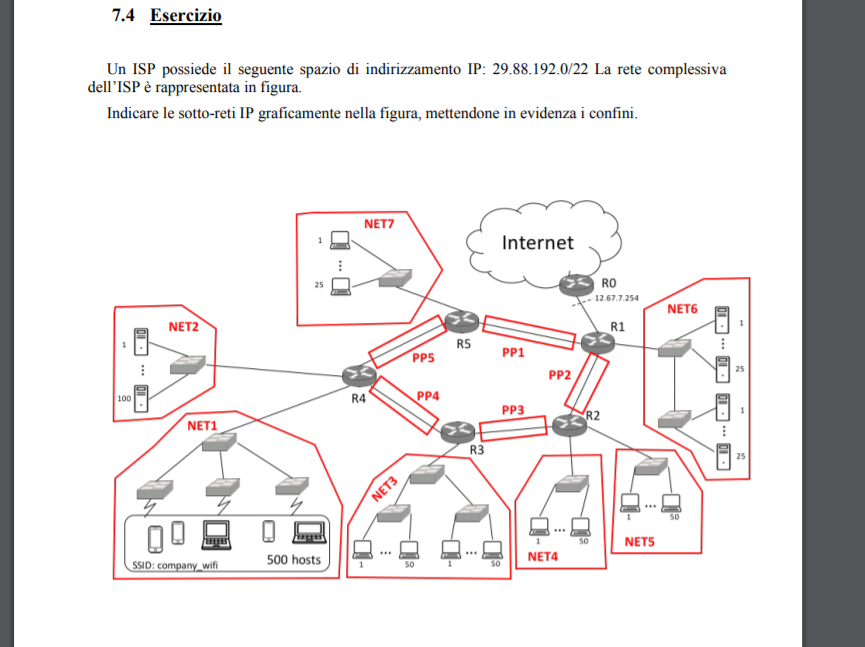 7.4 Esercizio
Un ISP possiede il seguente spazio di indirizzamento IP: 29.88.192.0/22 La rete complessiva
dell'ISP è rappresentata in figura.
Indicare le sotto-reti IP graficamente nella figura, mettendone in evidenza i confini.
NET7
1
25
Internet
R0
12.67.7.254
R1
NET6
1
25
1
25
NET2
1
100
R5
PP5
PP1
PP2
R4
PP4
PP3
R2
R3
NET1
SSID: company_wifi
500 hosts
NET3
1
...
50
1
...
50
1
...
50
NET4
1
...
50
NET5